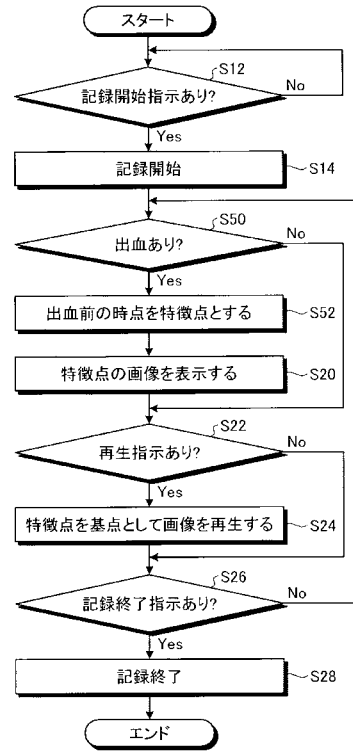 スタート
S12
記録開始指示あり?
No
Yes
記録開始
S14
S50
出血あり?
No
Yes
出血前の時点を特徴点とする
S52
特徴点の画像を表示する
S20
S22
再生指示あり?
No
Yes
特徴点を基点として画像を再生する
S24
S26
記録終了指示あり?
No
Yes
記録終了
S28
エンド